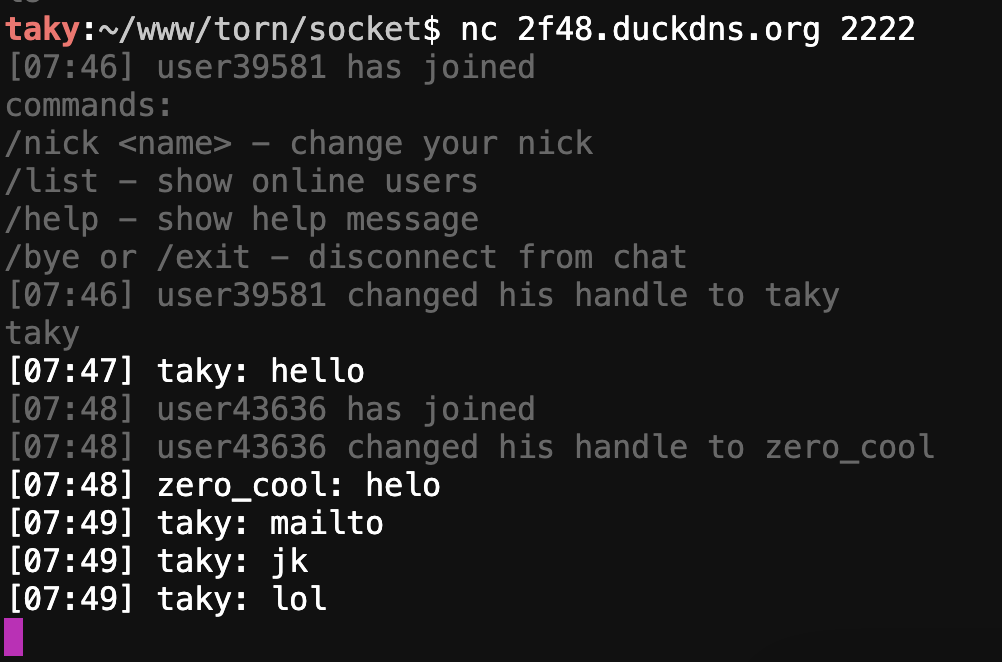 taky:~/www/torn/socket$ nc 2f48.duckdns.org 2222
[07:46] user39581 has joined
commands:
/nick <name> – change your nick
/list – show online users
/help – show help message
/bye or /exit – disconnect from chat
[07:46] user39581 changed his handle to taky
taky
[07:47] taky: hello
[07:48] user43636 has joined
[07:48] user43636 changed his handle to zero_cool
[07:48] zero_cool: helo
[07:49] taky: mailto
[07:49] taky: jk
[07:49] taky: lol